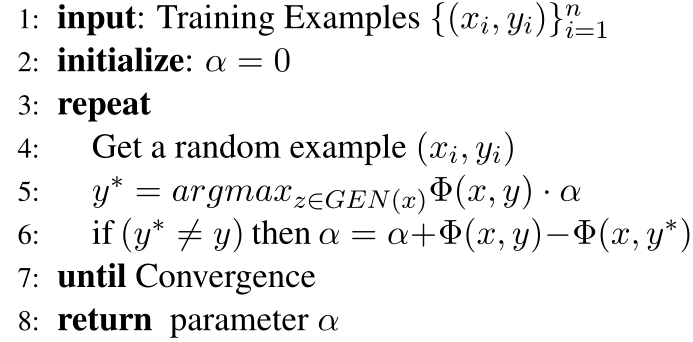 1: input: Training Examples {(x_i, y_i)}_{i=1}^n
2: initialize: α = 0
3: repeat
4: Get a random example (x_i, y_i)
5: y* = argmax_{z∈GEN(x)}Φ(x, y) · α
6: if (y* ≠ y) then α = α+Φ(x, y)−Φ(x, y*)
7: until Convergence
8: return parameter α